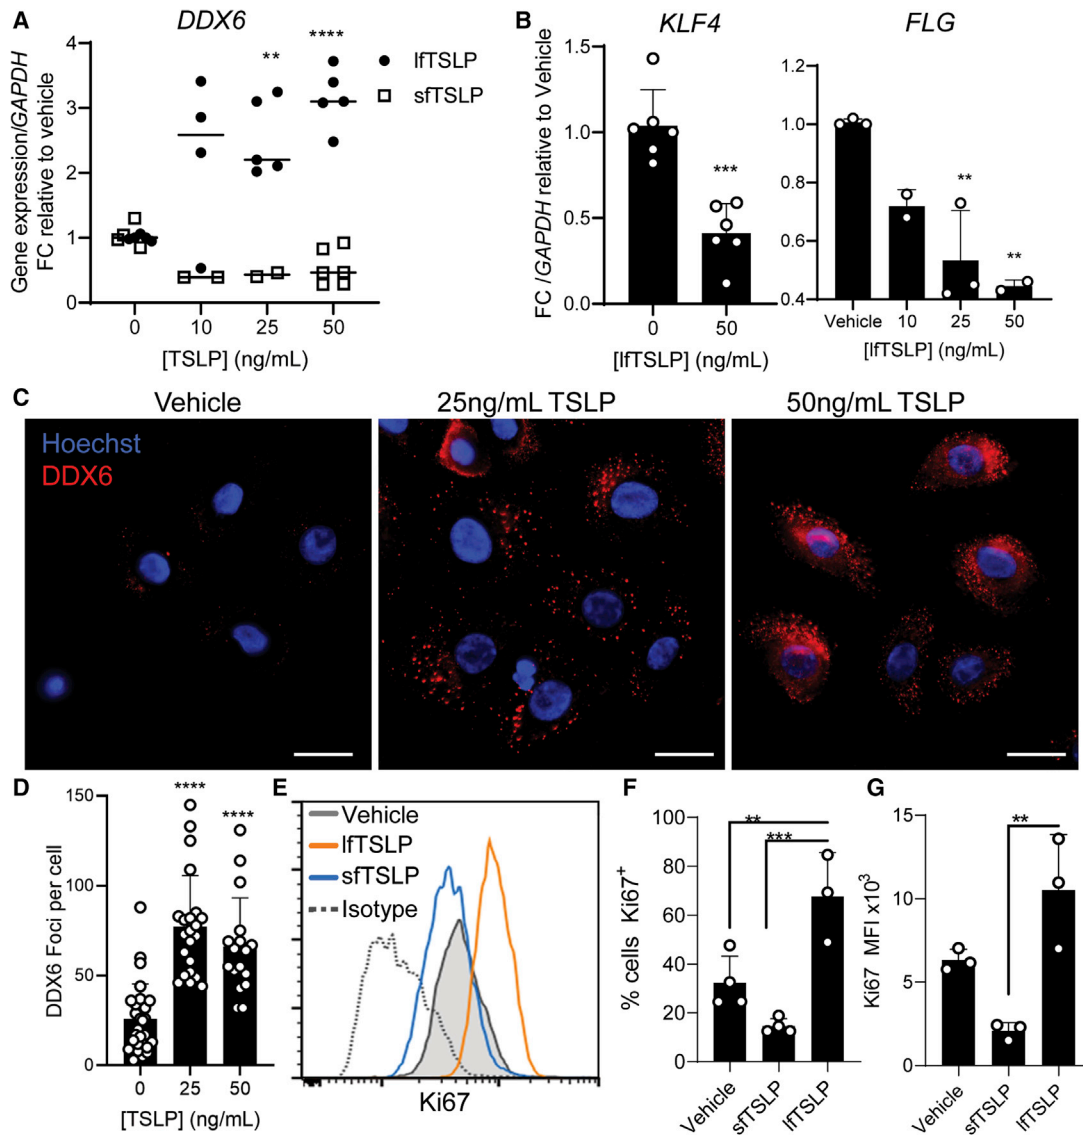 A
DDX6
Gene expression/GAPDH
FC relative to vehicle
4
3
2
1
0
**
****
lfTSLP
sfTSLP
0 10 25 50
[TSLP] (ng/mL)
B
KLF4
FC /GAPDH relative to Vehicle
1.5
1.0
0.5
0.0
***
0 50
[lfTSLP] (ng/mL)
FLG
1.2
1.0
0.8
0.6
0.4
**
**
Vehicle 10 25 50
[lfTSLP] (ng/mL)
C
Vehicle
25ng/mL TSLP
50ng/mL TSLP
Hoechst
DDX6
D
DDX6 Foci per cell
150
100
50
0
****
****
0 25 50
[TSLP] (ng/mL)
E
Vehicle
lfTSLP
sfTSLP
Isotype
Ki67
F
% cells Ki67+
100
80
60
40
20
0
**
***
Vehicle
sfTSLP
lfTSLP
G
Ki67 MFI x10³
15
10
5
0
**
Vehicle
sfTSLP
lfTSLP